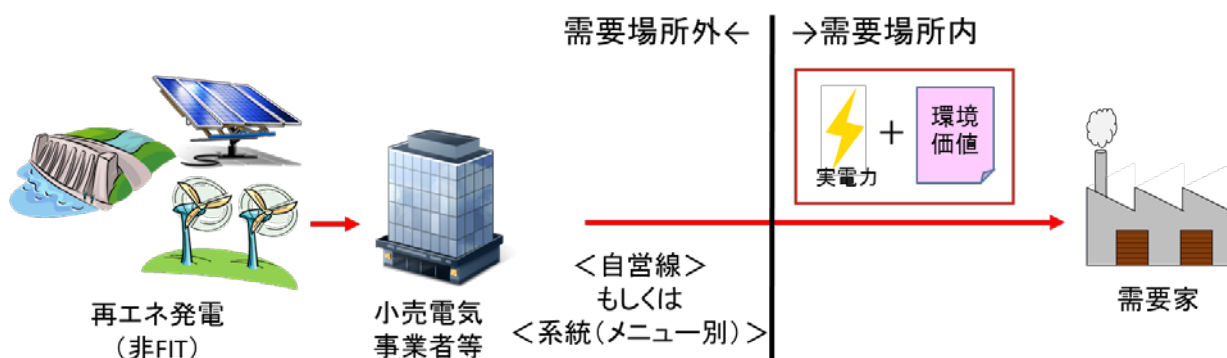 需要場所外←
→需要場所内
実電力
+
環境
価値
再エネ発電
（非FIT）
小売電気
事業者等
＜自営線＞
もしくは
＜系統（メニュー別）＞
需要家